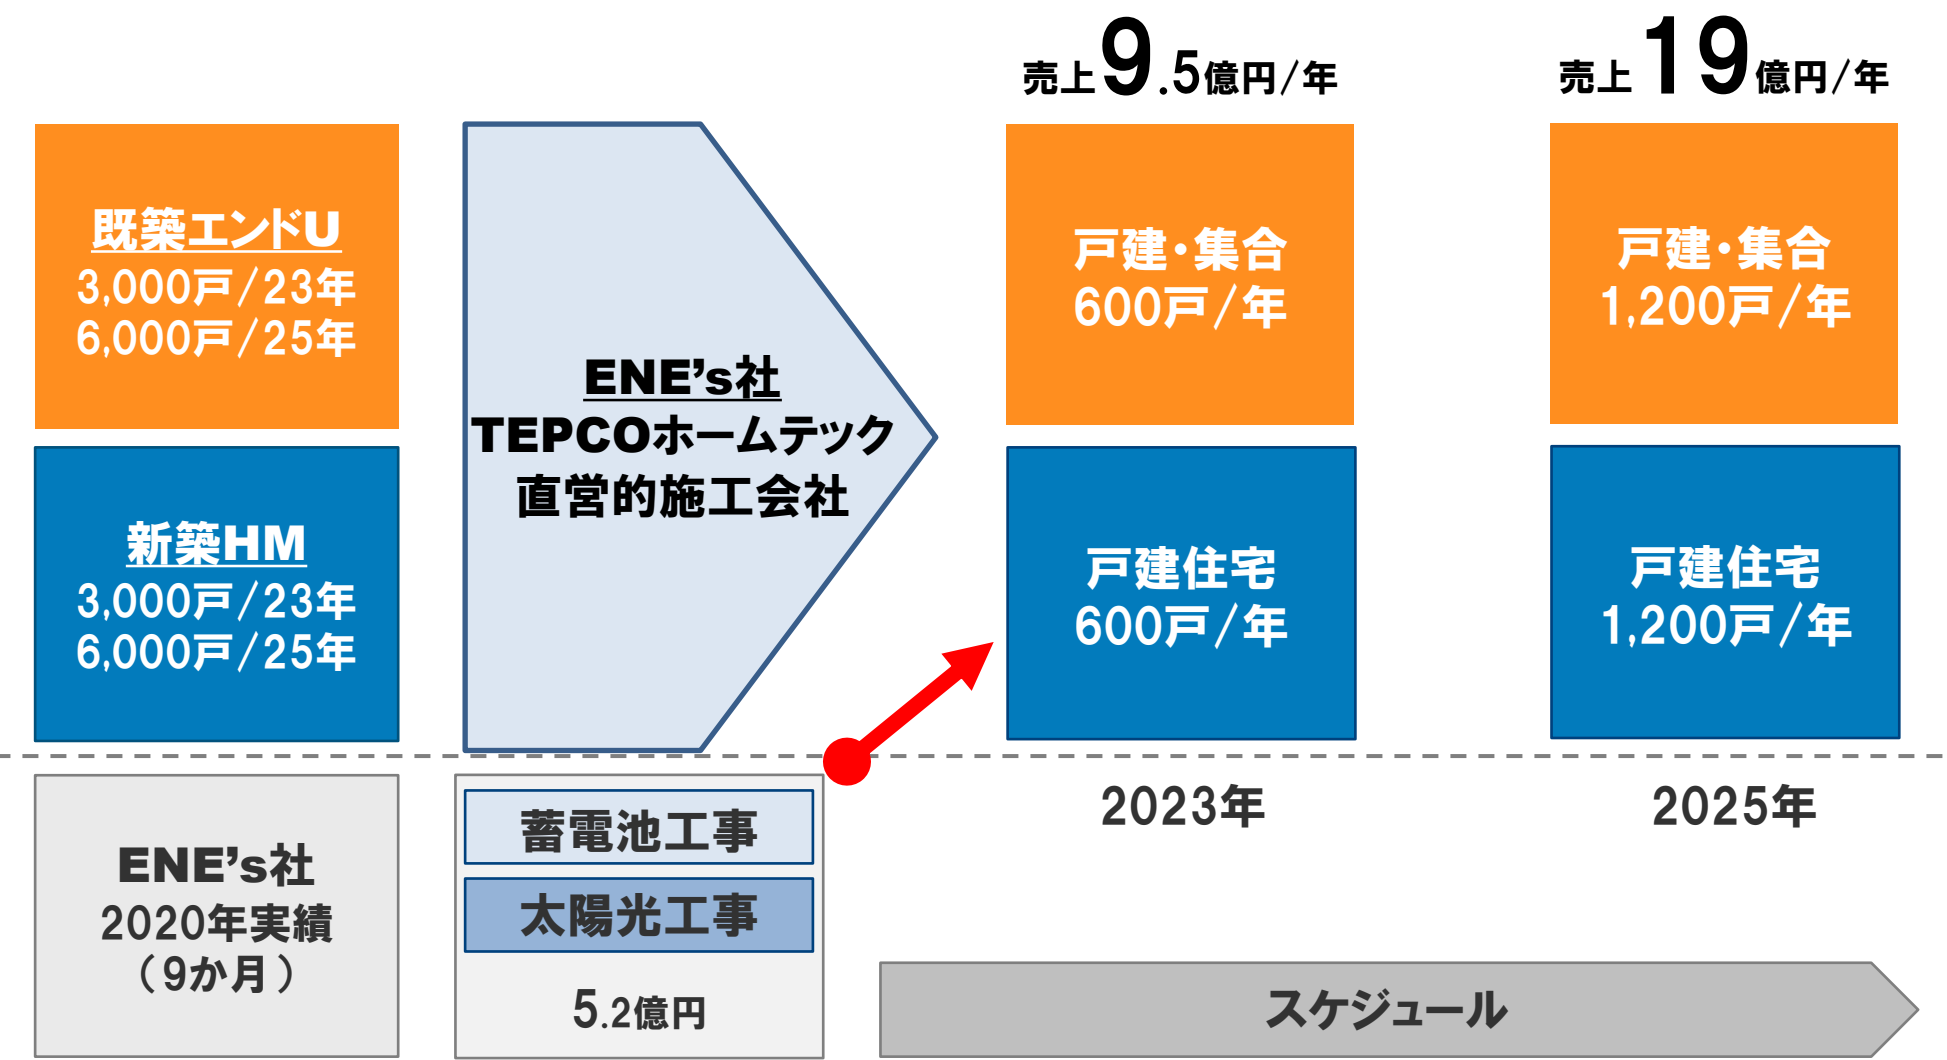 売上9.5億円/年
売上19億円/年
既築エンドU
3,000戸/23年
6,000戸/25年
新築HM
3,000戸/23年
6,000戸/25年
ENE’s社
TEPCOホームテック
直営的施工会社
戸建・集合
600戸/年
戸建住宅
600戸/年
戸建・集合
1,200戸/年
戸建住宅
1,200戸/年
2023年
2025年
ENE’s社
2020年実績
（9か月）
蓄電池工事
太陽光工事
5.2億円
スケジュール